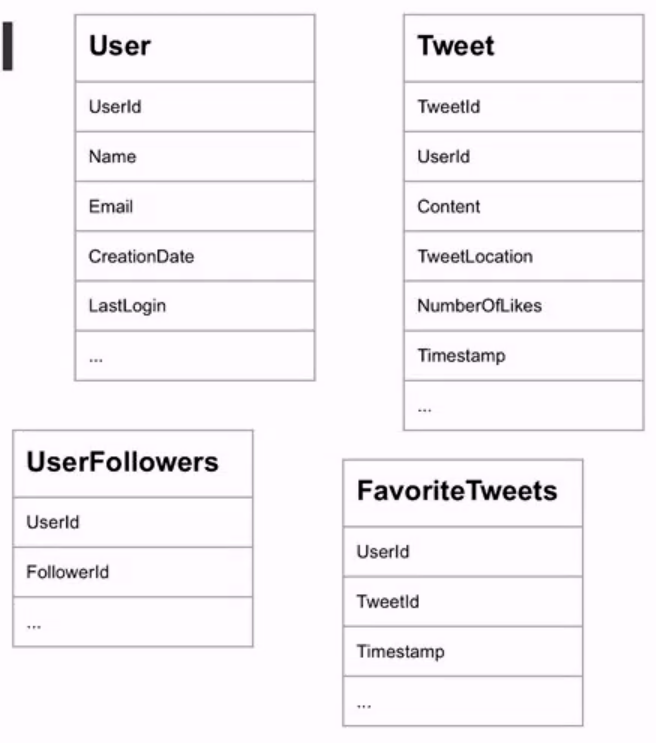 User
UserId
Name
Email
CreationDate
LastLogin
...
Tweet
TweetId
UserId
Content
TweetLocation
NumberOfLikes
Timestamp
...
UserFollowers
UserId
FollowerId
...
FavoriteTweets
UserId
TweetId
Timestamp
...